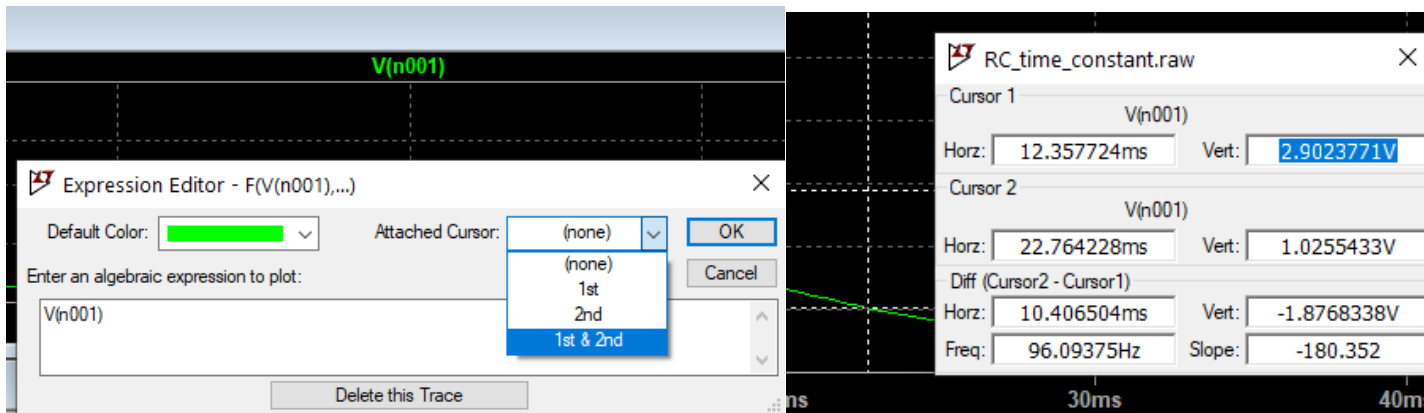 V(n001)
Expression Editor - F(V(n001),...)
Default Color:
Attached Cursor:
(none)
OK
(none)
1st
2nd
1st & 2nd
Cancel
Enter an algebraic expression to plot:
V(n001)
Delete this Trace
RC_time_constant.raw
Cursor 1
V(n001)
Horz: 12.357724ms Vert: 2.9023771V
Cursor 2
V(n001)
Horz: 22.764228ms Vert: 1.0255433V
Diff (Cursor2 - Cursor1)
Horz: 10.406504ms Vert: -1.8768338V
Freq: 96.09375Hz Slope: -180.352
ns 30ms 40m